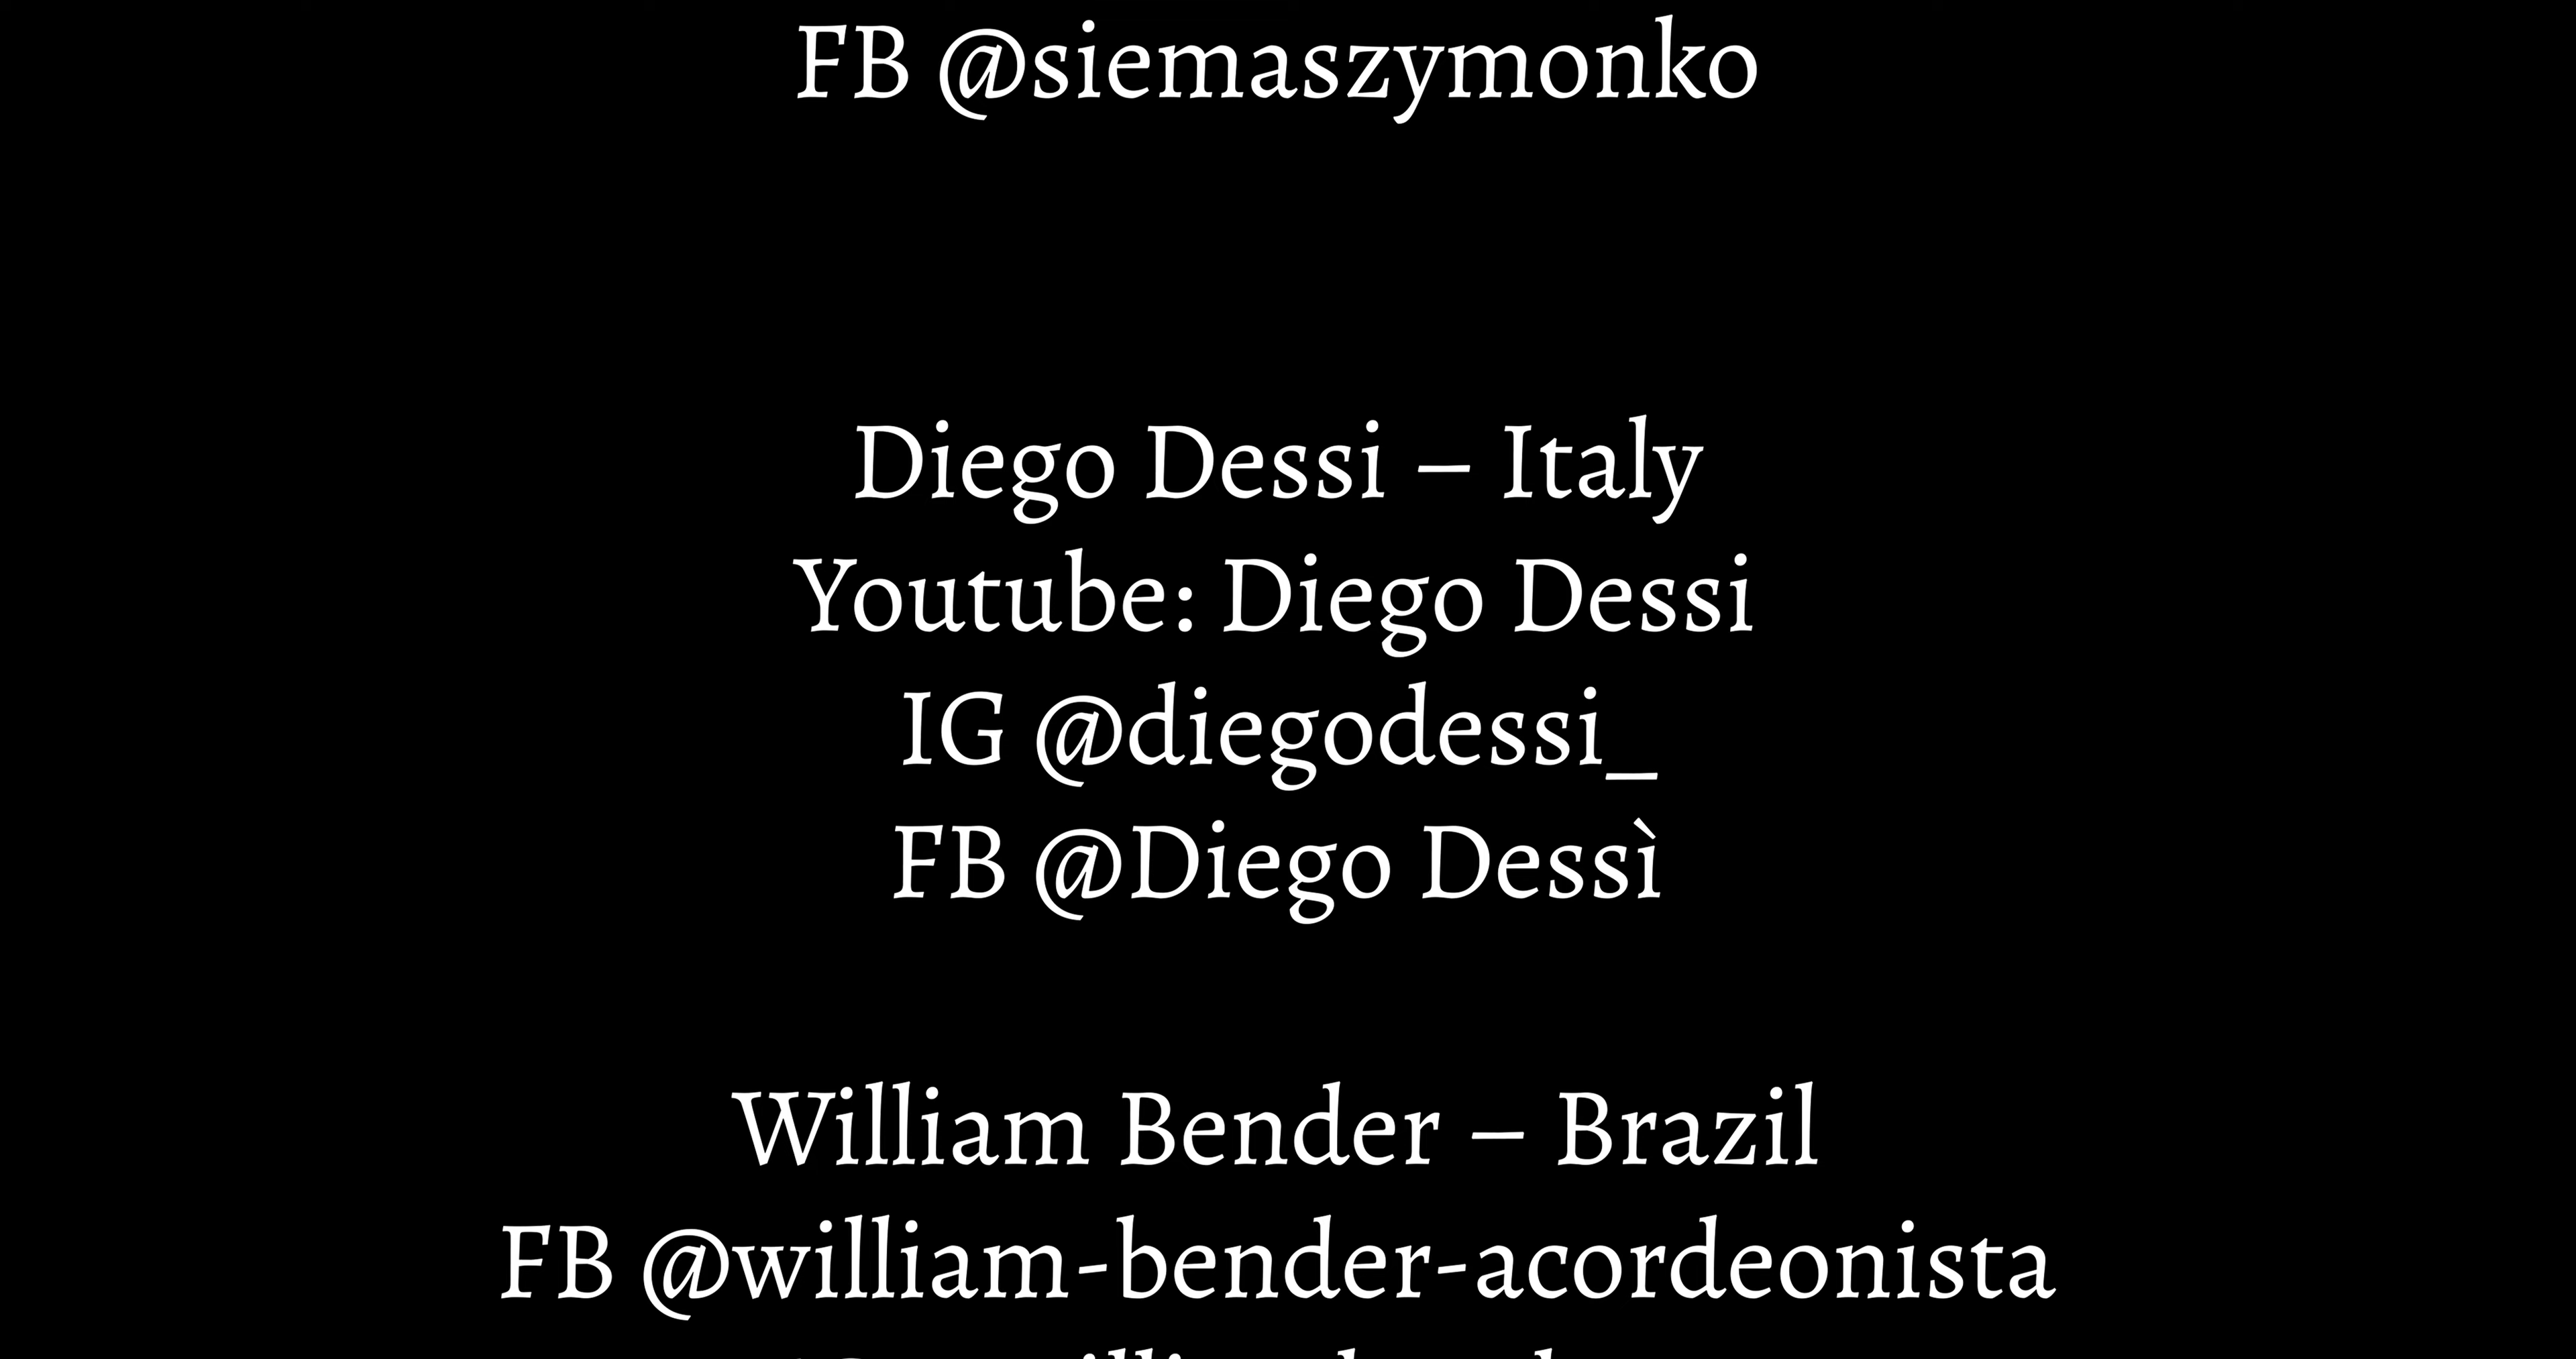 FB @siemaszymonko
Diego Dessi – Italy
Youtube: Diego Dessi
IG @diegodessi_
FB @Diego Dessì
William Bender – Brazil
FB @william-bender-acordeonista